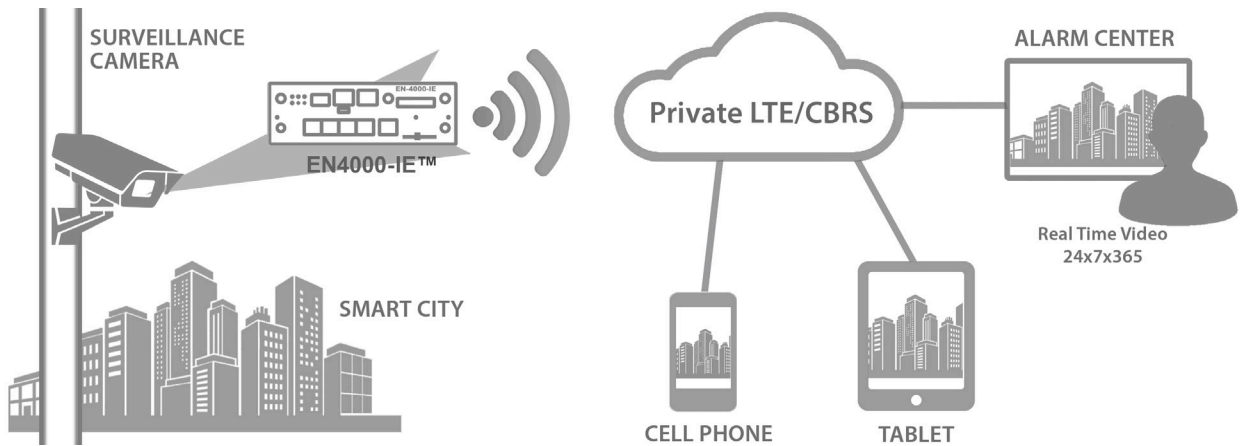 SURVEILLANCE
CAMERA
EN-4000-IE
EN4000-IE™
SMART CITY
Private LTE/CBRS
ALARM CENTER
Real Time Video
24x7x365
CELL PHONE
TABLET